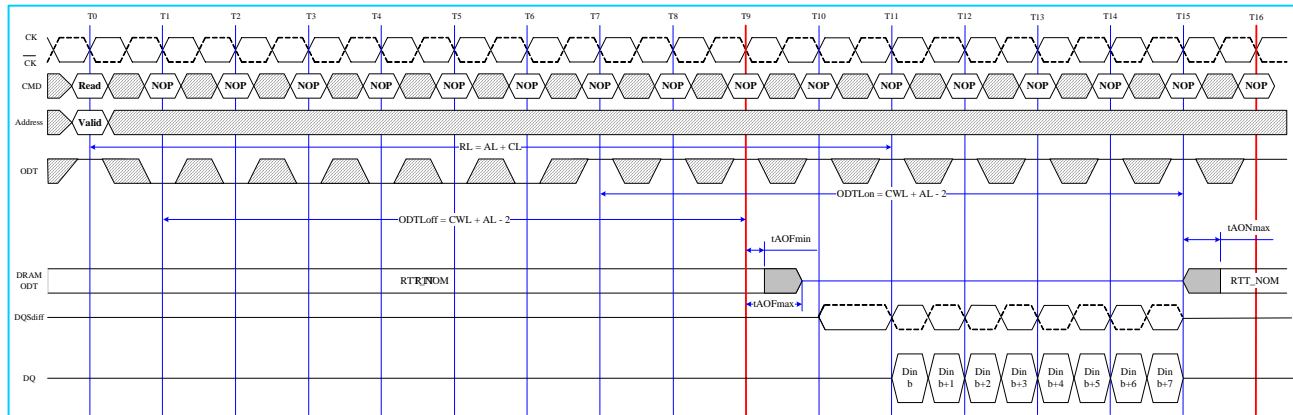 T0 T1 T2 T3 T4 T5 T6 T7 T8 T9 T10 T11 T12 T13 T14 T15 T16
CK
CK
CMD Read NOP NOP NOP NOP NOP NOP NOP NOP NOP NOP NOP NOP NOP NOP NOP NOP
Address Valid
RL = AL + CL
ODT
ODTLon = CWL + AL - 2
ODTLoff = CWL + AL - 2
tAOFmin tAONmax
DRAM
ODT
RTT_NOM RTT_NOM
tAOFmax
DQSdiff
DQ
Din Din Din Din Din Din Din Din
b b+1 b+2 b+3 b+4 b+5 b+6 b+7